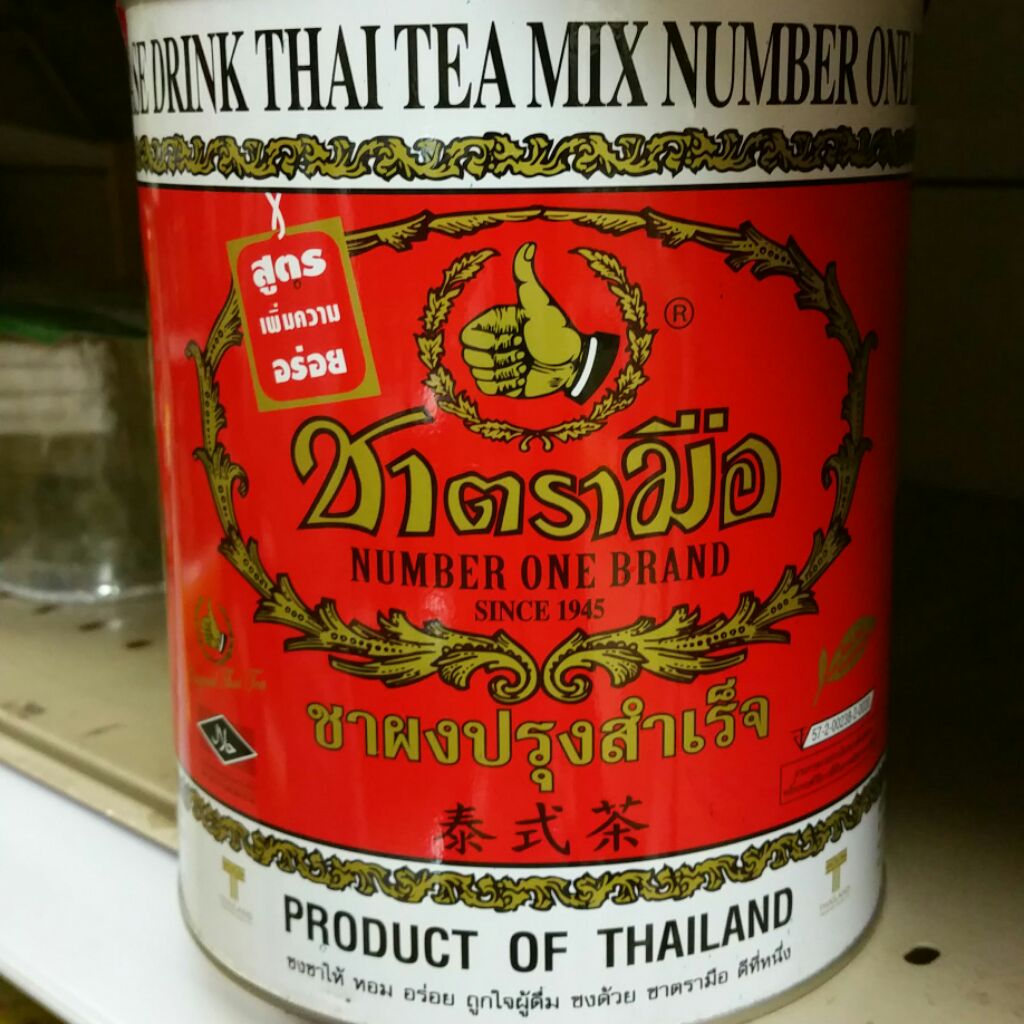 SE DRINK THAI TEA MIX NUMBER ONE
สูตร
เพิ่มความ
อร่อย
®
ชาตรามือ
NUMBER ONE BRAND
SINCE 1945
ชาผงปรุงสำเร็จ
泰式茶
PRODUCT OF THAILAND
ชงชาให้ หอม อร่อย ถูกใจผู้ดื่ม ชงด้วย ชาตรามือ ดีที่หนึ่ง